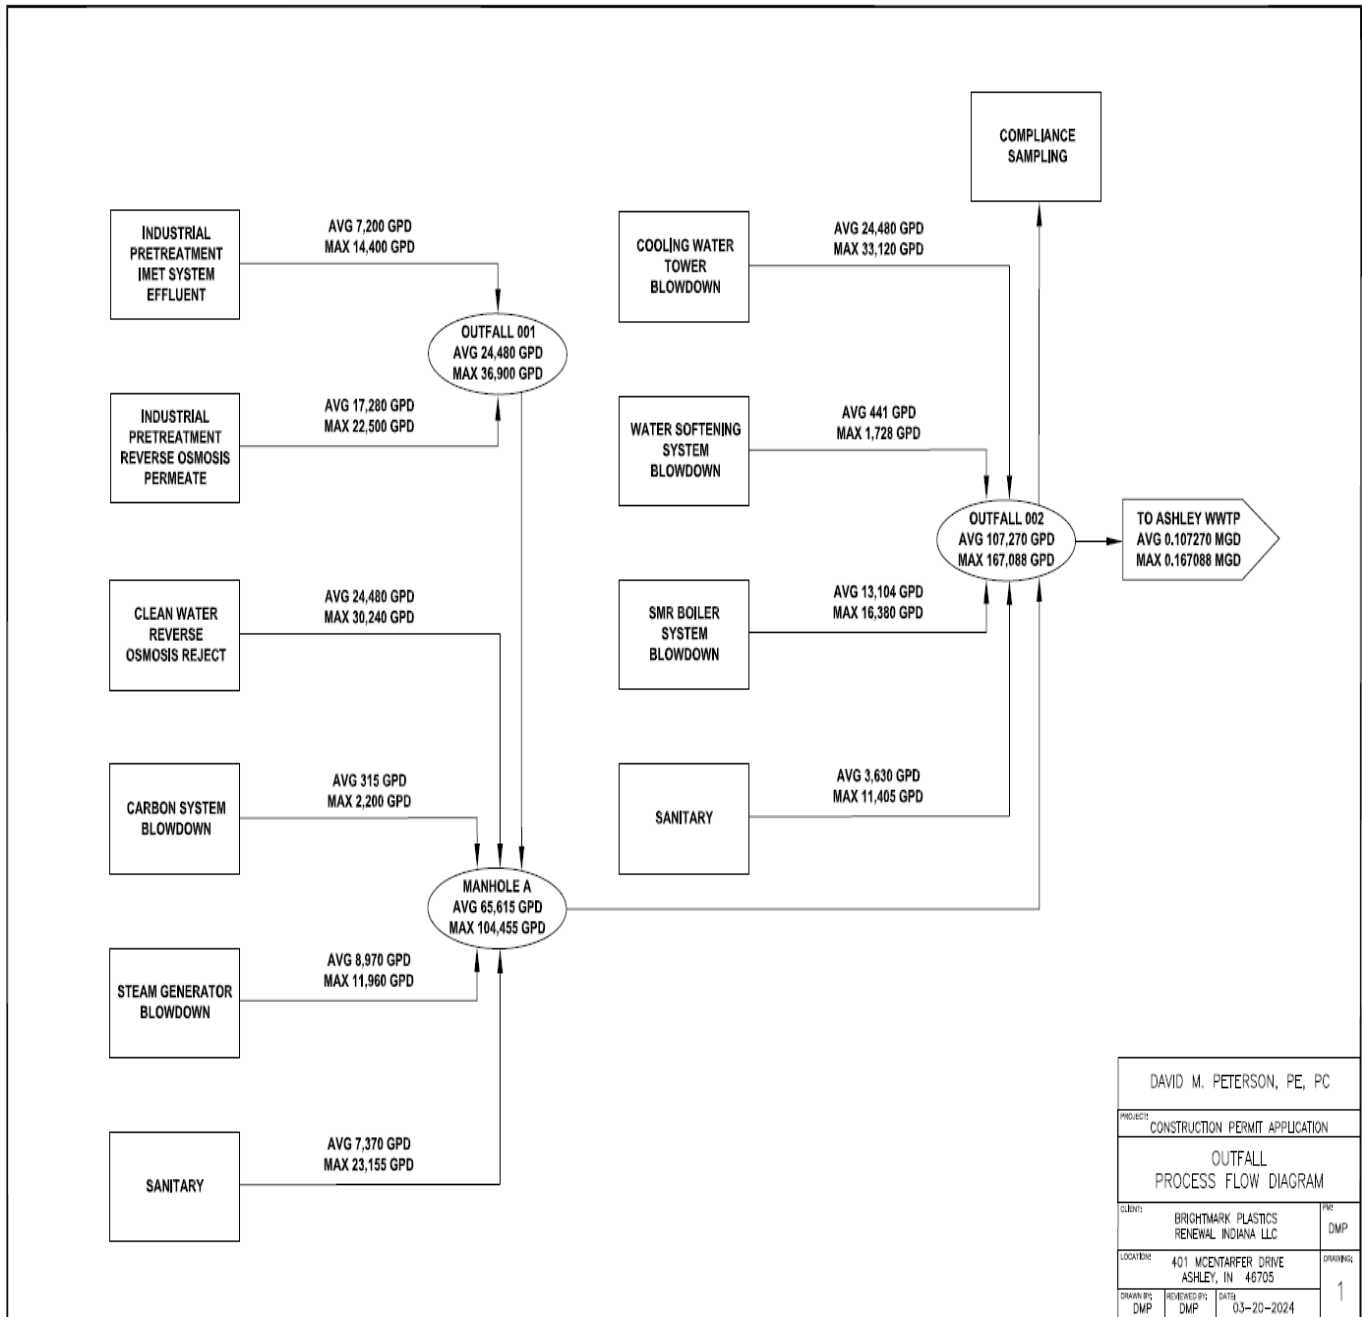 COMPLIANCE
SAMPLING
INDUSTRIAL
PRETREATMENT
IMET SYSTEM
EFFLUENT
AVG 7,200 GPD
MAX 14,400 GPD
OUTFALL 001
AVG 24,480 GPD
MAX 36,900 GPD
INDUSTRIAL
PRETREATMENT
REVERSE OSMOSIS
PERMEATE
AVG 17,280 GPD
MAX 22,500 GPD
CLEAN WATER
REVERSE
OSMOSIS REJECT
AVG 24,480 GPD
MAX 30,240 GPD
CARBON SYSTEM
BLOWDOWN
AVG 315 GPD
MAX 2,200 GPD
MANHOLE A
AVG 65,615 GPD
MAX 104,455 GPD
STEAM GENERATOR
BLOWDOWN
AVG 8,970 GPD
MAX 11,960 GPD
SANITARY
AVG 7,370 GPD
MAX 23,155 GPD
COOLING WATER
TOWER
BLOWDOWN
AVG 24,480 GPD
MAX 33,120 GPD
WATER SOFTENING
SYSTEM
BLOWDOWN
AVG 441 GPD
MAX 1,728 GPD
OUTFALL 002
AVG 107,270 GPD
MAX 167,088 GPD
TO ASHLEY WWTP
AVG 0.107270 MGD
MAX 0.167088 MGD
SMR BOILER
SYSTEM
BLOWDOWN
AVG 13,104 GPD
MAX 16,380 GPD
SANITARY
AVG 3,630 GPD
MAX 11,405 GPD
DAVID M. PETERSON, PE, PC
PROJECT:
CONSTRUCTION PERMIT APPLICATION
OUTFALL
PROCESS FLOW DIAGRAM
CLIENT:
BRIGHTMARK PLASTICS
RENEWAL INDIANA LLC
PM:
DMP
LOCATION:
401 MCENTARFER DRIVE
ASHLEY, IN 46705
DRAWING:
1
DRAWN BY:
DMP
REVIEWED BY:
DMP
DATE:
03-20-2024